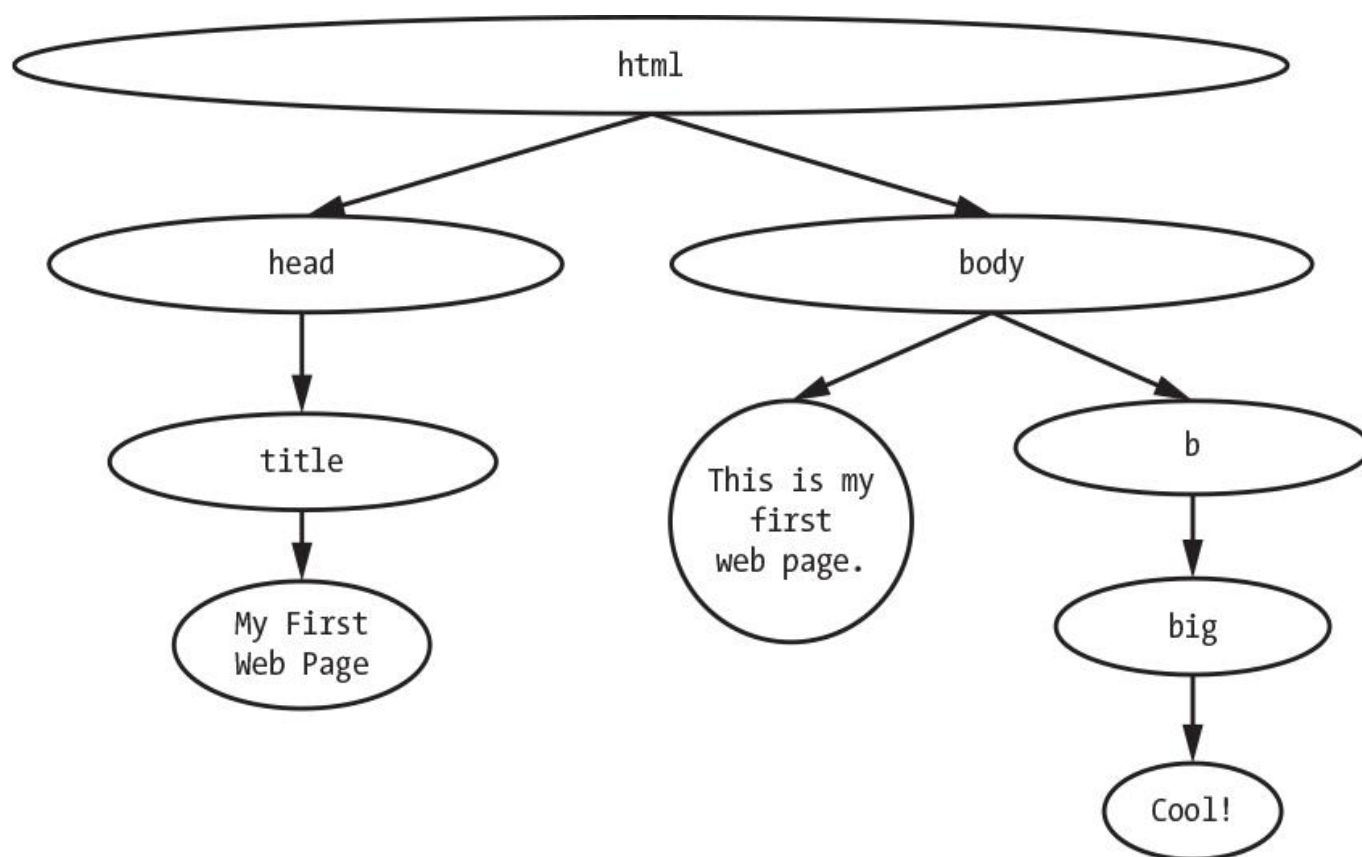 html
head
body
title
This is my
first
web page.
b
My First
Web Page
big
Cool!